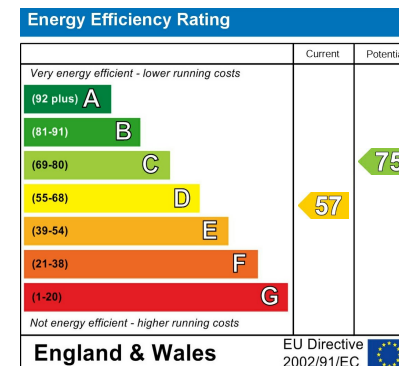 Energy Efficiency Rating
Current Potentia
Very energy efficient - lower running costs
(92 plus) A
(81-91) B
(69-80) C
75
(55-68) D
57
(39-54) E
(21-38) F
(1-20) G
Not energy efficient - higher running costs
England & Wales
EU Directive
2002/91/EC